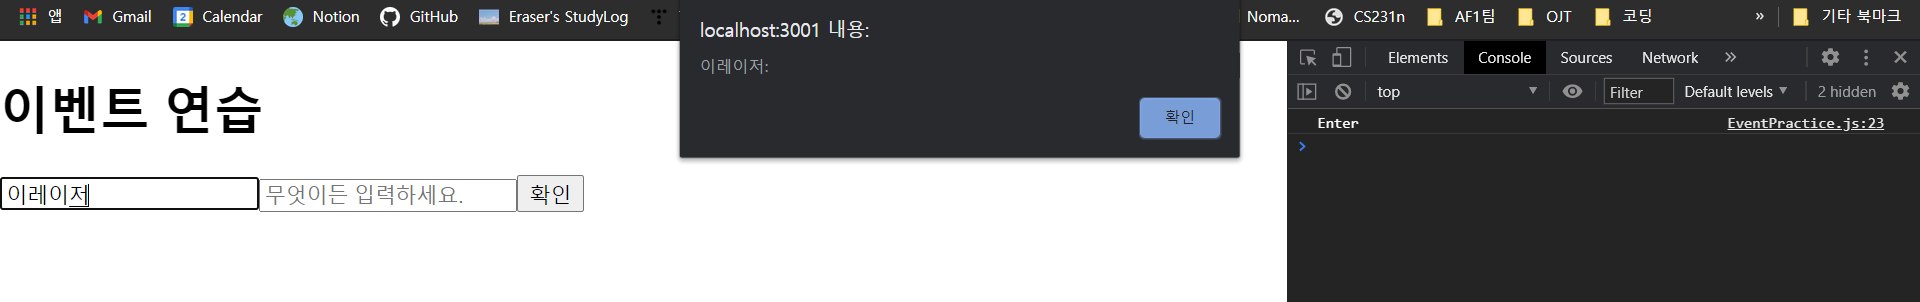 앱 Gmail Calendar Notion GitHub Eraser's StudyLog Noma... CS231n AF1팀 OJT 코딩 » 기타 북마크
localhost:3001 내용:
이레이저:
확인
이벤트 연습
이레이저 무엇이든 입력하세요. 확인
Elements Console Sources Network »
top Filter Default levels 2 hidden
Enter EventPractice.js:23